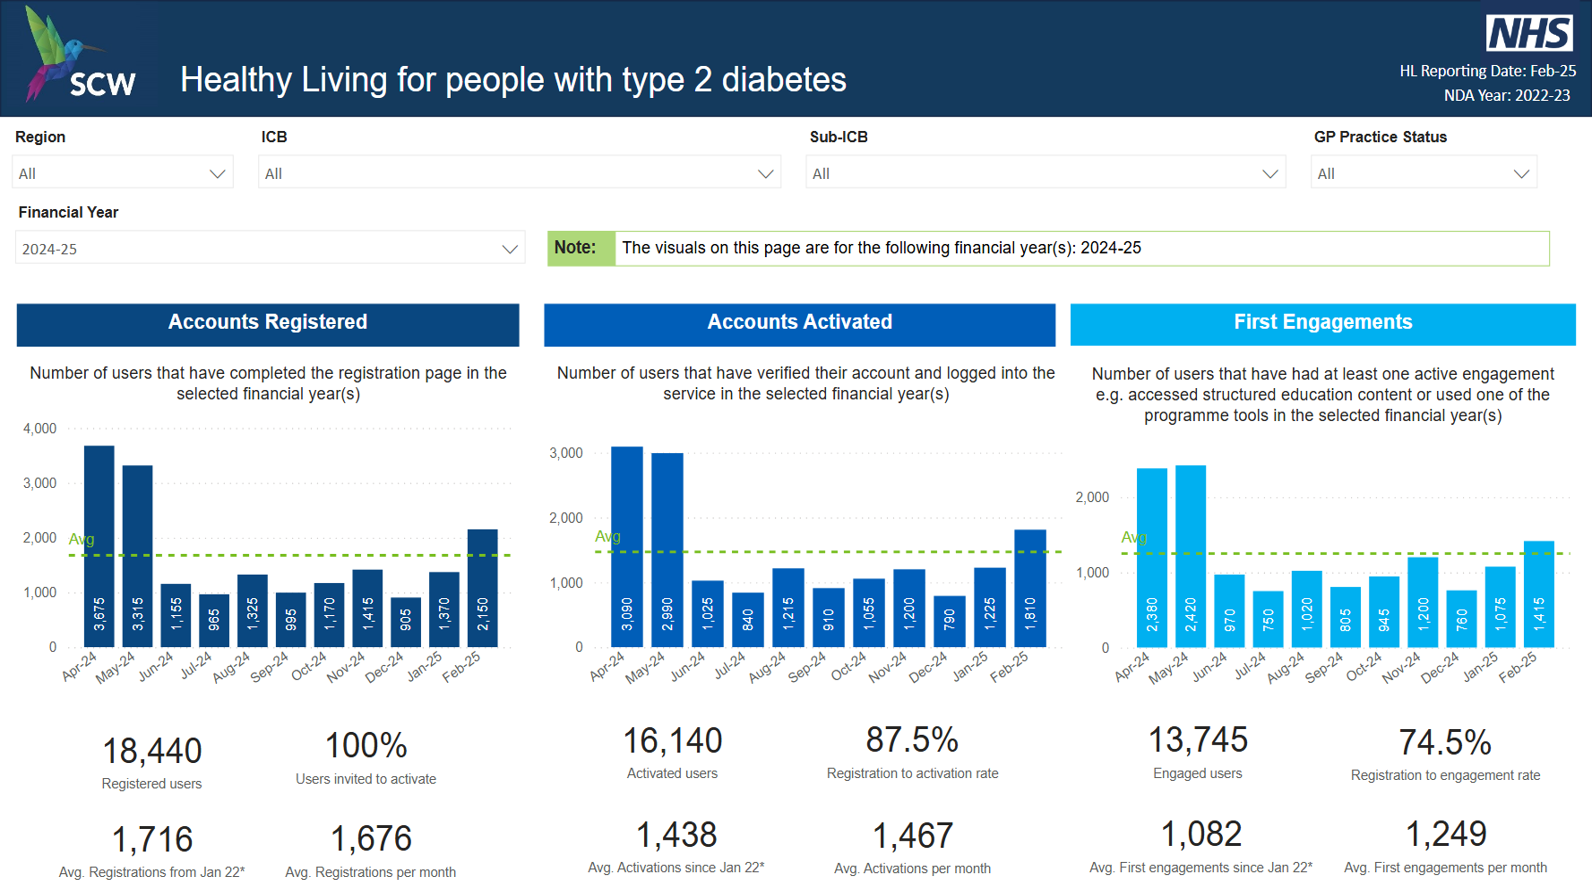 SCW
Healthy Living for people with type 2 diabetes
NHS
HL Reporting Date: Feb-25
NDA Year: 2022-23
Region
ICB
Sub-ICB
GP Practice Status
All
All
All
All
Financial Year
2024-25
Note:
The visuals on this page are for the following financial year(s): 2024-25
Accounts Registered
Number of users that have completed the registration page in the
selected financial year(s)
4,000
3,000
2,000
1,000
0
Avg
3,675
3,315
1,155
965
1,325
995
1,170
1,415
905
1,370
2,150
Apr-24
May-24
Jun-24
Jul-24
Aug-24
Sep-24
Oct-24
Nov-24
Dec-24
Jan-25
Feb-25
18,440
Registered users
100%
Users invited to activate
1,716
Avg. Registrations from Jan 22*
1,676
Avg. Registrations per month
Accounts Activated
Number of users that have verified their account and logged into the
service in the selected financial year(s)
3,000
2,000
1,000
0
Avg
3,090
2,990
1,025
840
1,215
910
1,055
1,200
790
1,225
1,810
Apr-24
May-24
Jun-24
Jul-24
Aug-24
Sep-24
Oct-24
Nov-24
Dec-24
Jan-25
Feb-25
16,140
Activated users
87.5%
Registration to activation rate
1,438
Avg. Activations since Jan 22*
1,467
Avg. Activations per month
First Engagements
Number of users that have had at least one active engagement
e.g. accessed structured education content or used one of the
programme tools in the selected financial year(s)
2,000
1,000
0
Avg
2,380
2,420
970
750
1,020
805
945
1,200
760
1,075
1,415
Apr-24
May-24
Jun-24
Jul-24
Aug-24
Sep-24
Oct-24
Nov-24
Dec-24
Jan-25
Feb-25
13,745
Engaged users
74.5%
Registration to engagement rate
1,082
Avg. First engagements since Jan 22*
1,249
Avg. First engagements per month